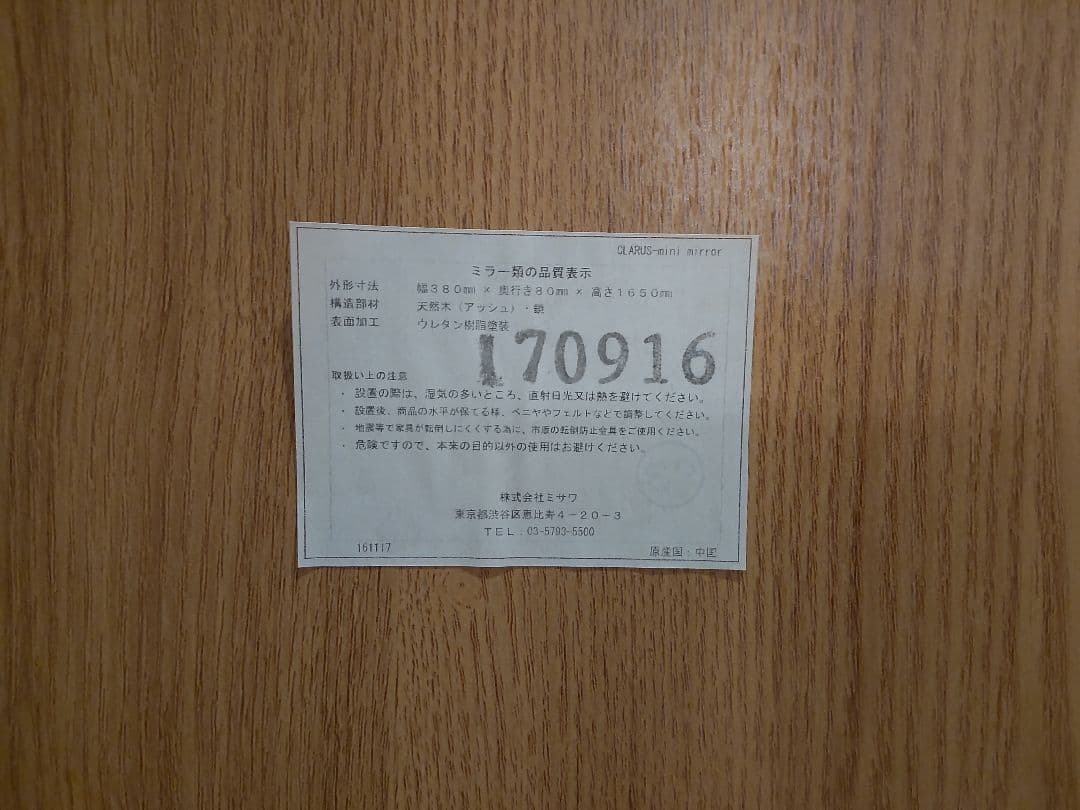 CLARUS-mini mirror
ミラー類の品質表示
外形寸法 幅380㎜ × 奥行き80㎜ × 高さ1650㎜
構造部材 天然木（アッシュ）・鏡
表面加工 ウレタン樹脂塗装
170916
取扱い上の注意
・ 設置の際は、湿気の多いところ、直射日光又は熱を避けてください。
・ 設置後、商品の水平が保てる様、ベニヤやフェルトなどで調整してください。
・ 地震等で家具が転倒しにくくする為に、市販の転倒防止金具をご使用ください。
・ 危険ですので、本来の目的以外の使用はお避けください。
株式会社ミサワ
東京都渋谷区恵比寿4－20－3
TEL．03-5793-5500
161117 原産国：中国